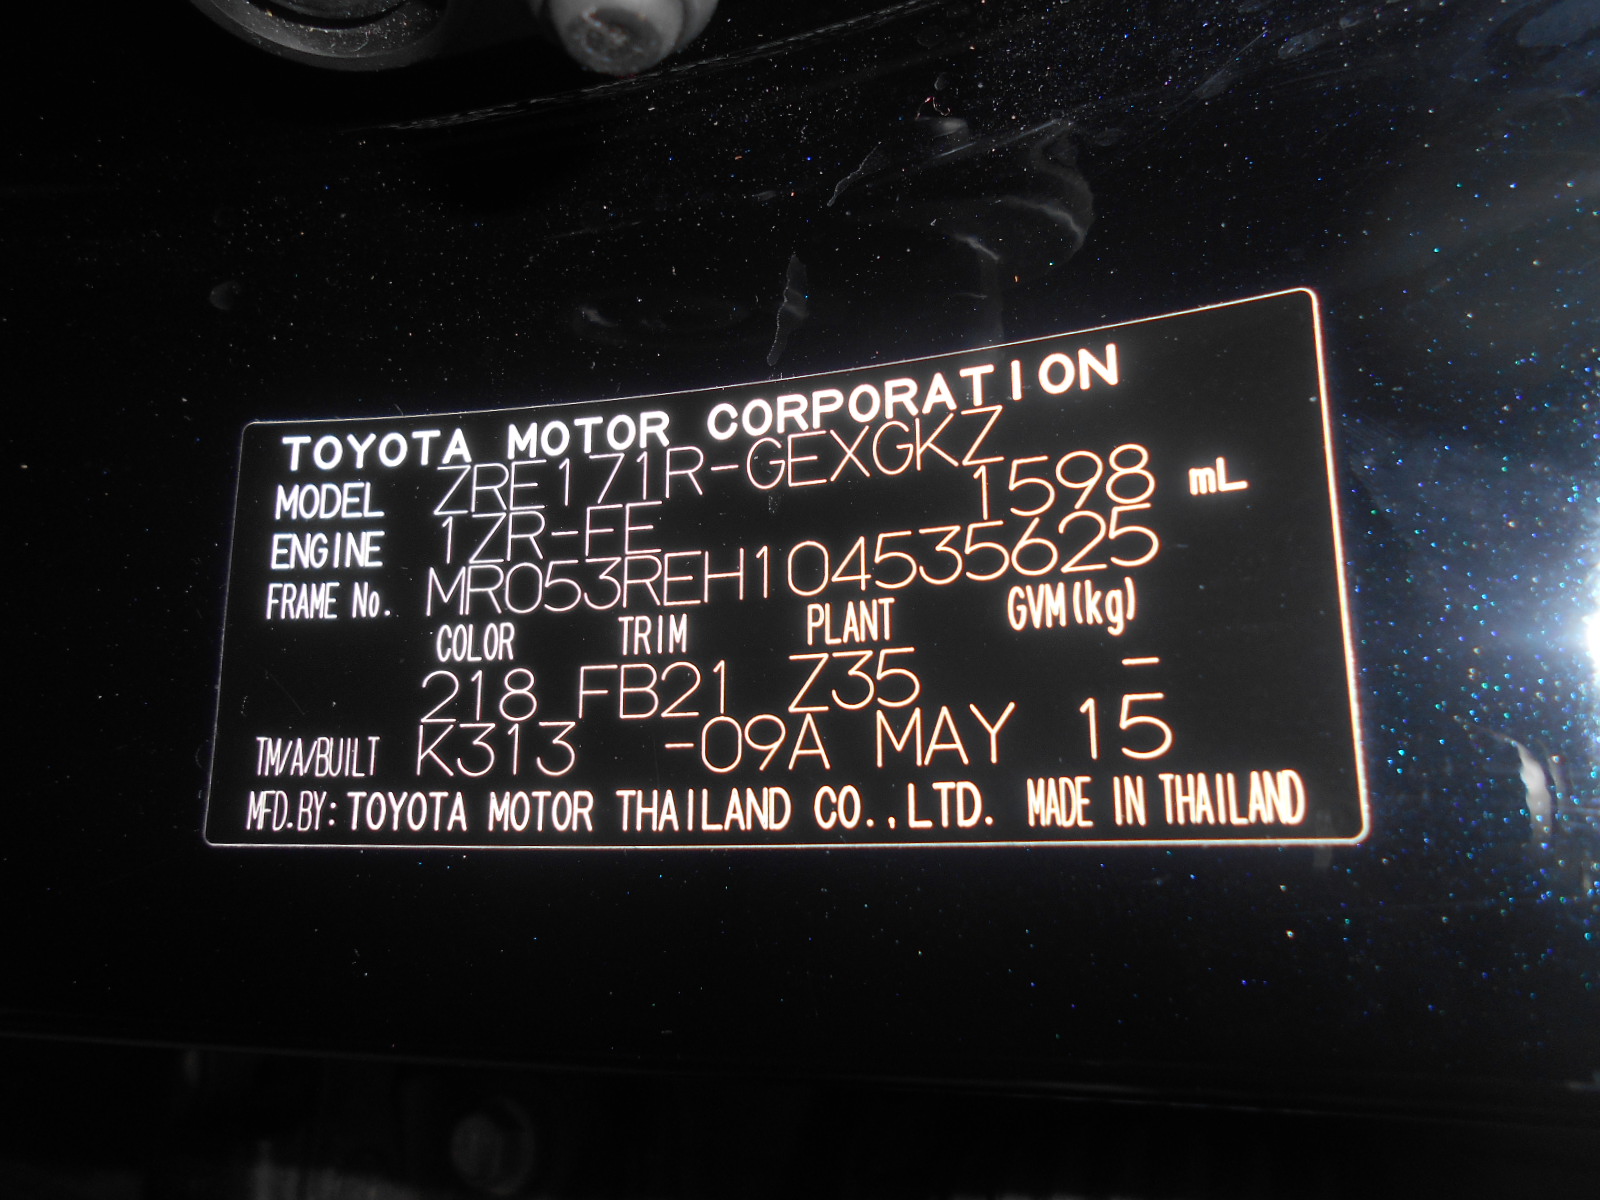 TOYOTA MOTOR CORPORATION
MODEL ZRE171R-GEXGKZ
ENGINE 1ZR-FE 1598 mL
FRAME No. MR053REH104535625
COLOR TRIM PLANT GVM(kg)
218 FB21 Z35 -
TM/A/BUILT K313 -09A MAY 15
MFD.BY: TOYOTA MOTOR THAILAND CO.,LTD. MADE IN THAILAND